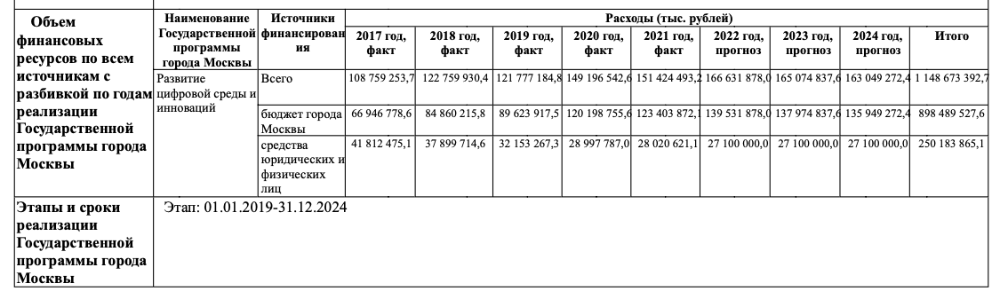 Объем финансовых ресурсов по всем источникам с разбивкой по годам реализации Государственной программы города Москвы
Наименование Государственной программы города Москвы
Источники финансирования
Расходы (тыс. рублей)
2017 год, факт
2018 год, факт
2019 год, факт
2020 год, факт
2021 год, факт
2022 год, прогноз
2023 год, прогноз
2024 год, прогноз
Итого
Развитие цифровой среды и инноваций
Всего
108 759 253,7
122 759 930,4
121 777 184,8
149 196 542,6
151 424 493,2
166 631 878,0
165 074 837,6
163 049 272,4
1 148 673 392,7
бюджет города Москвы
66 946 778,6
84 860 215,8
89 623 917,5
120 198 755,6
123 403 872,1
139 531 878,0
137 974 837,6
135 949 272,4
898 489 527,6
средства юридических и физических лиц
41 812 475,1
37 899 714,6
32 153 267,3
28 997 787,0
28 020 621,1
27 100 000,0
27 100 000,0
27 100 000,0
250 183 865,1
Этапы и сроки реализации Государственной программы города Москвы
Этап: 01.01.2019-31.12.2024